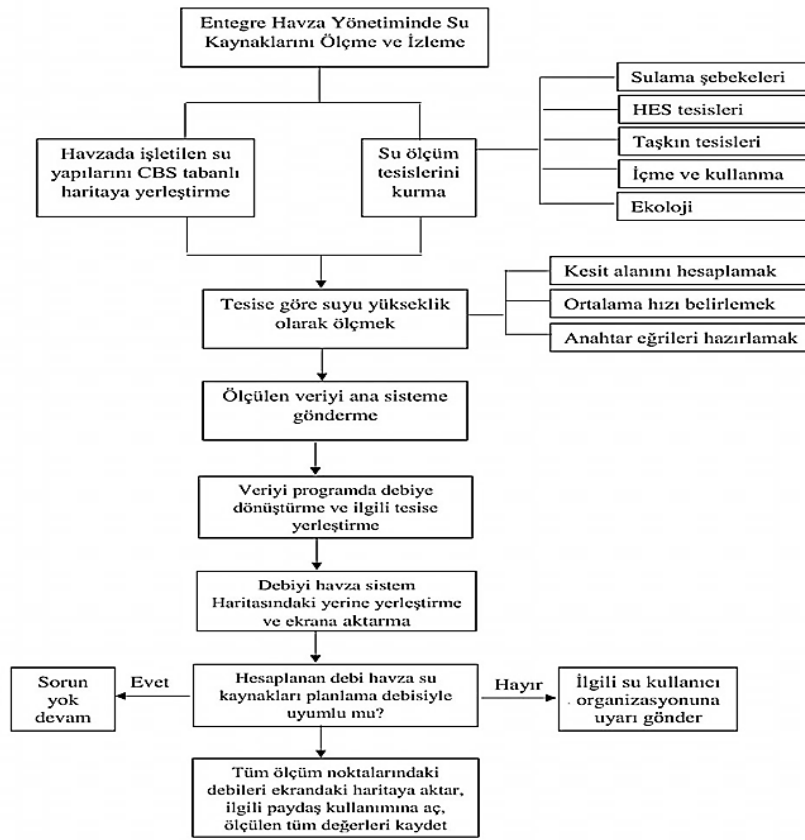 Entegre Havza Yönetiminde Su
Kaynaklarını Ölçme ve İzleme
Sulama şebekeleri
HES tesisleri
Taşkın tesisleri
İçme ve kullanma
Ekoloji
Havzada işletilen su
yapılarını CBS tabanlı
haritaya yerleştirme
Su ölçüm
tesislerini
kurma
Kesit alanını hesaplamak
Ortalama hızı belirlemek
Anahtar eğrileri hazırlamak
Tesise göre suyu yükseklik
olarak ölçmek
Ölçülen veriyi ana sisteme
gönderme
Veriyi programda debiye
dönüştürme ve ilgili tesise
yerleştirme
Debiyi havza sistem
Haritasındaki yerine yerleştirme
ve ekrana aktarma
Sorun
yok
devam
Evet
Hesaplanan debi havza su
kaynakları planlama debisiyle
uyumlu mu?
Hayır
İlgili su kullanıcı
organizasyonuna
uyarı gönder
Tüm ölçüm noktalarındaki
debileri ekrandaki haritaya aktar,
ilgili paydaş kullanımına aç,
ölçülen tüm değerleri kaydet